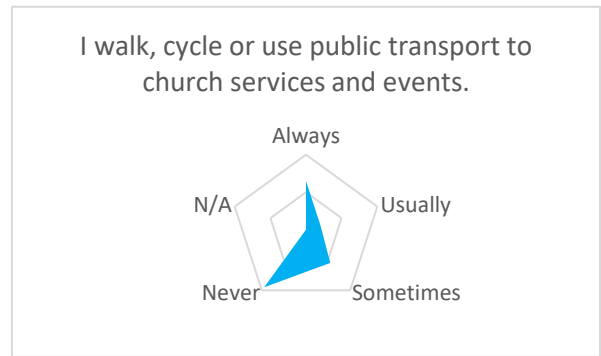 I walk, cycle or use public transport to
church services and events.
Always
N/A
Usually
Never
Sometimes